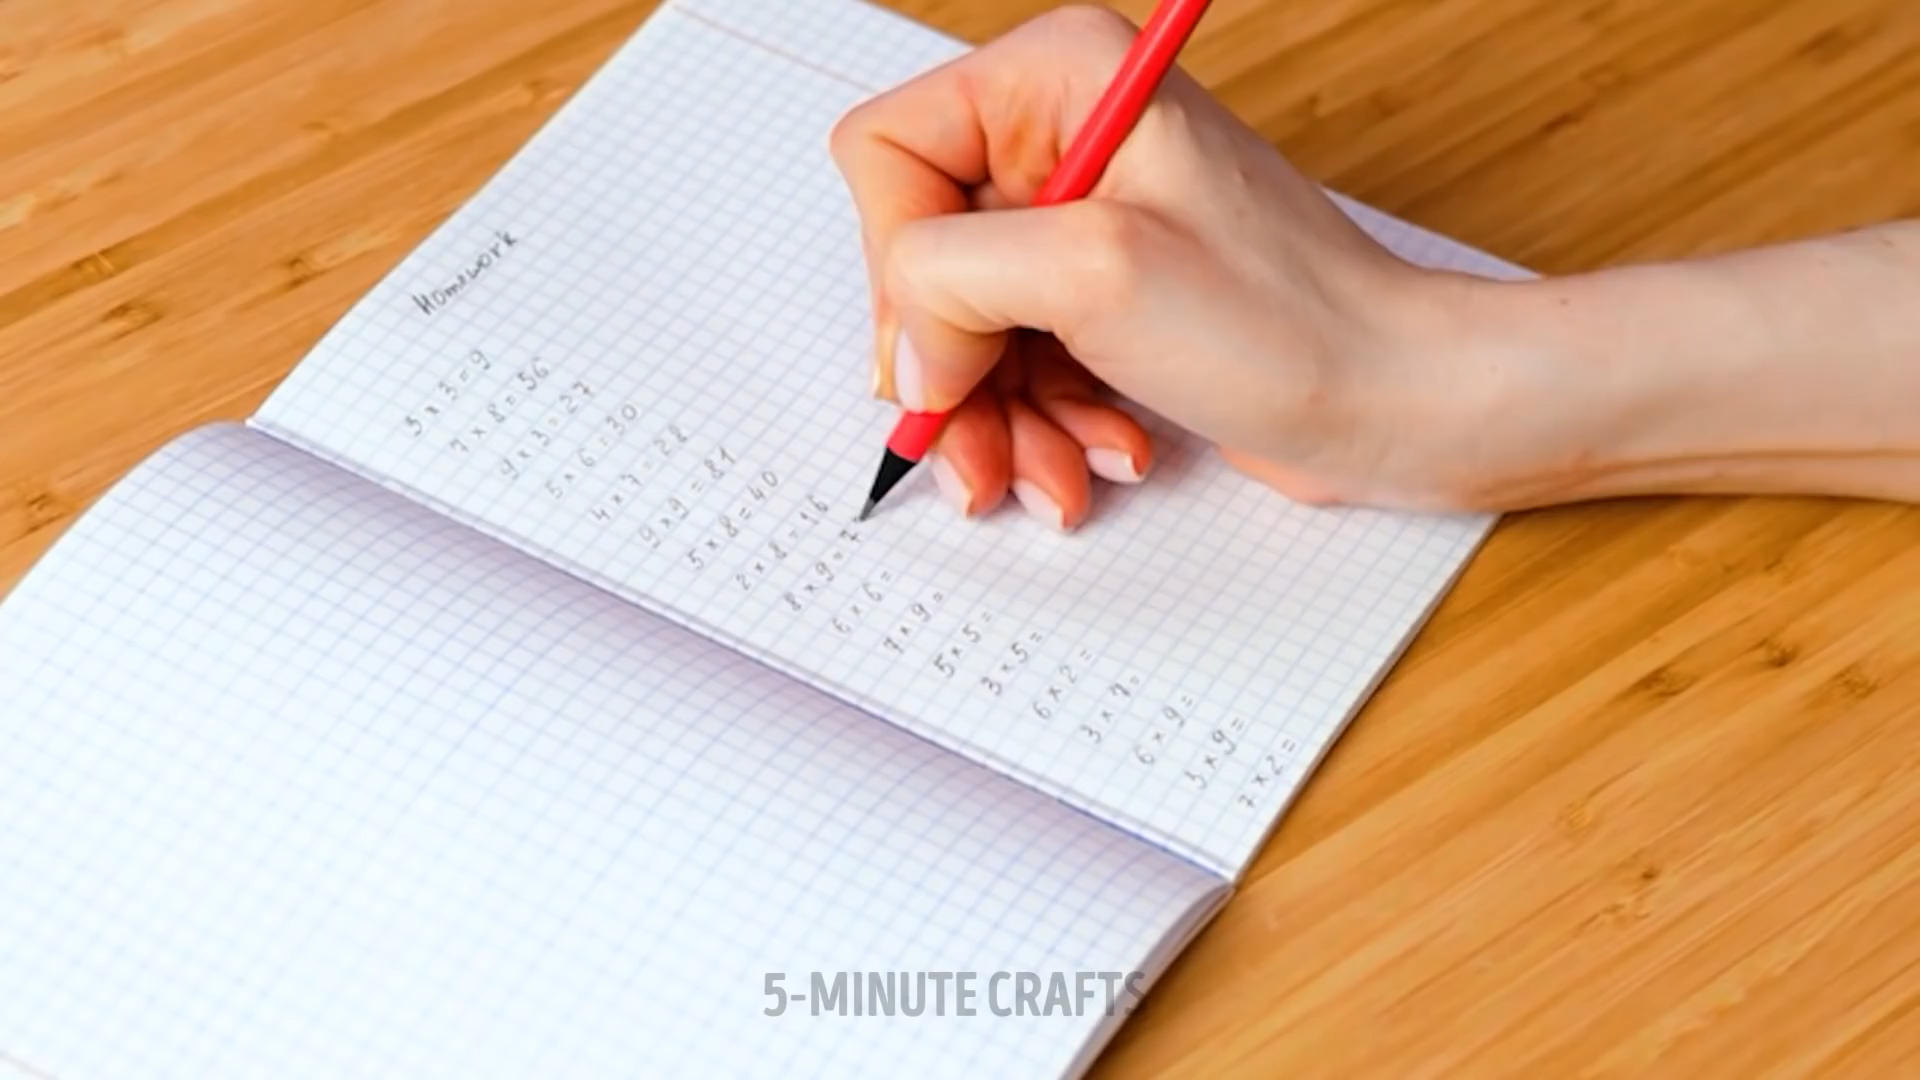 Homework
3 x 3 = 9
7 x 8 = 56
9 x 3 = 27
5 x 6 = 30
4 x 7 = 28
9 x 9 = 81
5 x 8 = 40
2 x 8 = 16
8 x 9 = 7
6 x 6 =
7 x 9 =
5 x 5 =
3 x 5 =
6 x 2 =
3 x 7 =
6 x 9 =
3 x 9 =
7 x 2 =
5-MINUTE CRAFTS